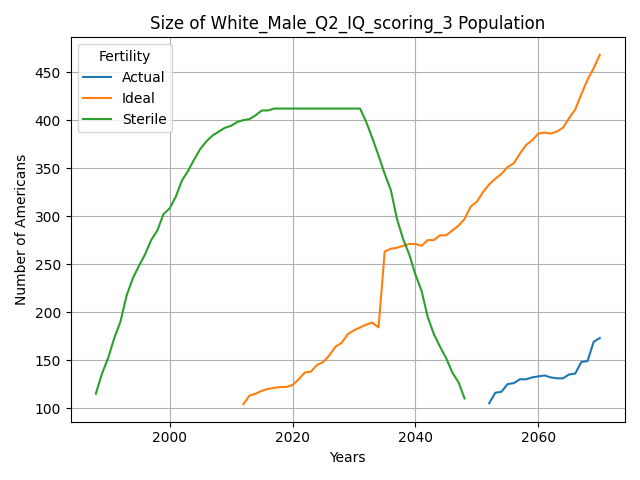 Size of White_Male_Q2_IQ_scoring_3 Population
Fertility
Actual
Ideal
Sterile
Number of Americans
450
400
350
300
250
200
150
100
2000
2020
2040
2060
Years